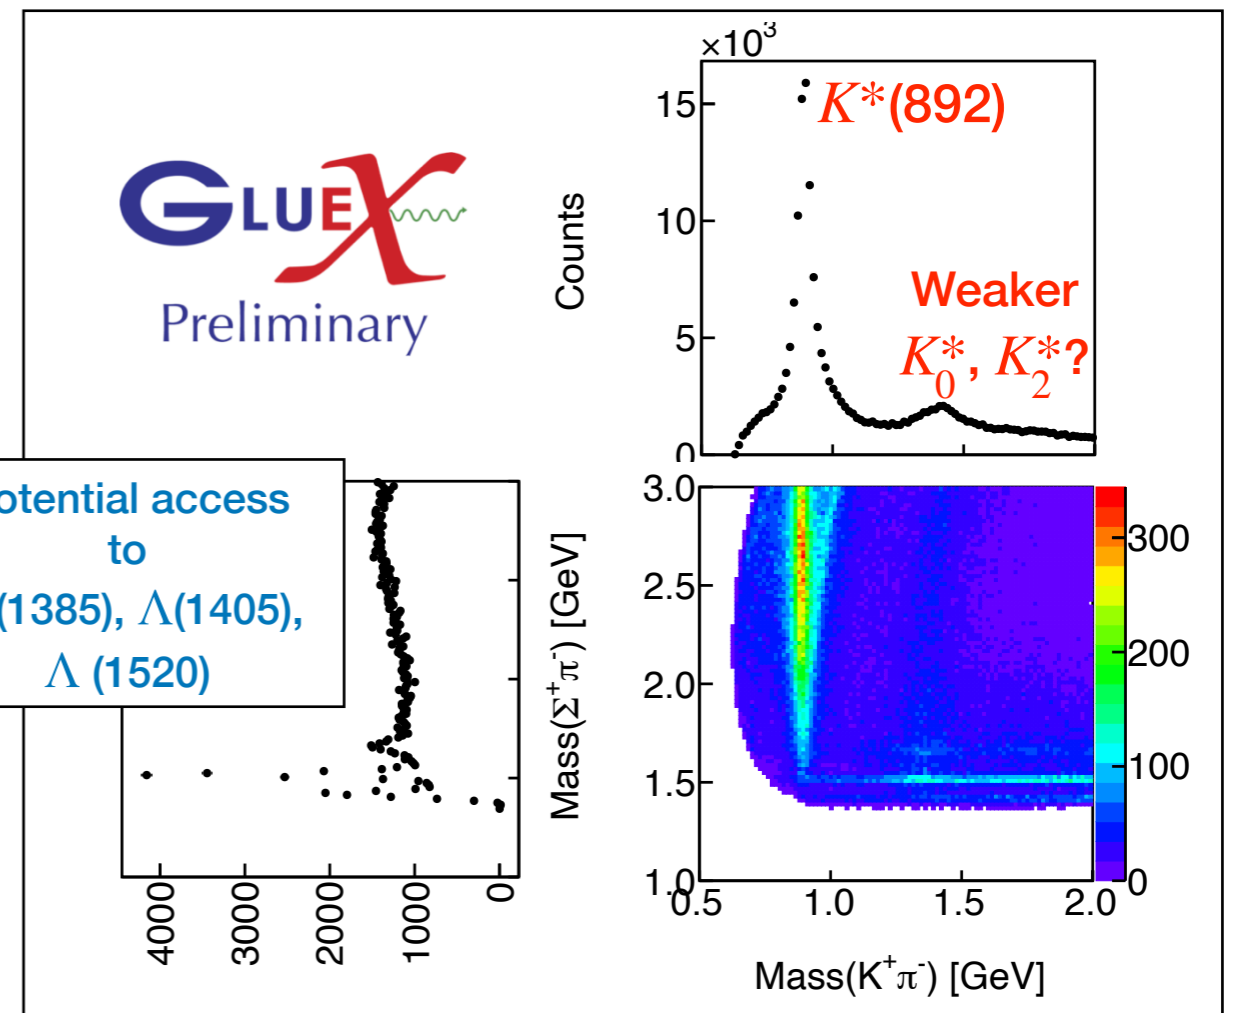 GLUEX
Preliminary
×10³
15
10
5
0
Counts
K*(892)
Weaker
K₀*, K₂*?
otential access
to
(1385), Λ(1405),
Λ (1520)
4000
3000
2000
1000
0
Mass(Σ⁺π⁻) [GeV]
3.0
2.5
2.0
1.5
1.0
0.5
1.0
1.5
2.0
Mass(K⁺π⁻) [GeV]
300
200
100
0